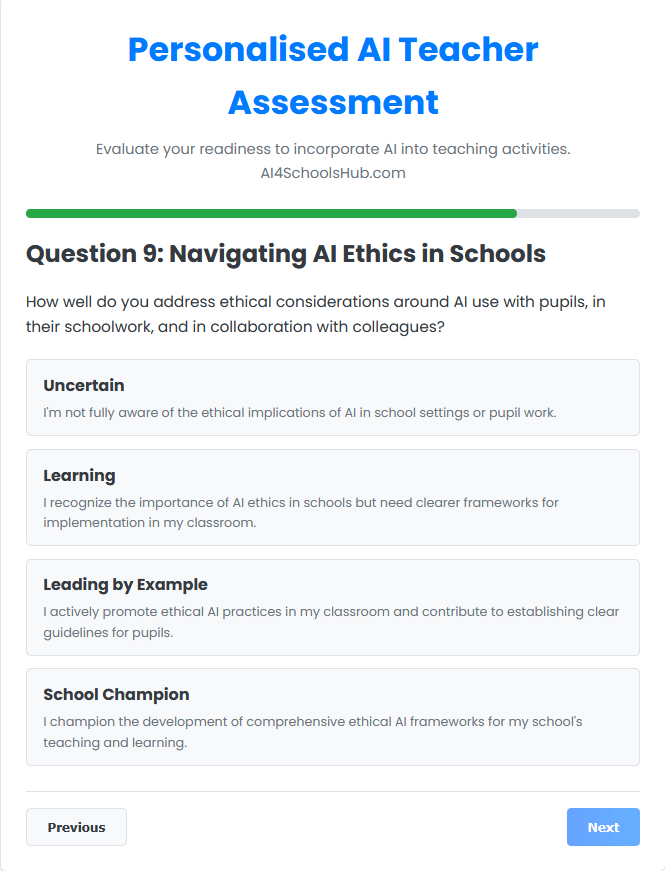 Personalised AI Teacher
Assessment
Evaluate your readiness to incorporate AI into teaching activities.
AI4SchoolsHub.com
Question 9: Navigating AI Ethics in Schools
How well do you address ethical considerations around AI use with pupils, in
their schoolwork, and in collaboration with colleagues?
Uncertain
I'm not fully aware of the ethical implications of AI in school settings or pupil work.
Learning
I recognize the importance of AI ethics in schools but need clearer frameworks for
implementation in my classroom.
Leading by Example
I actively promote ethical AI practices in my classroom and contribute to establishing clear
guidelines for pupils.
School Champion
I champion the development of comprehensive ethical AI frameworks for my school's
teaching and learning.
Previous
Next